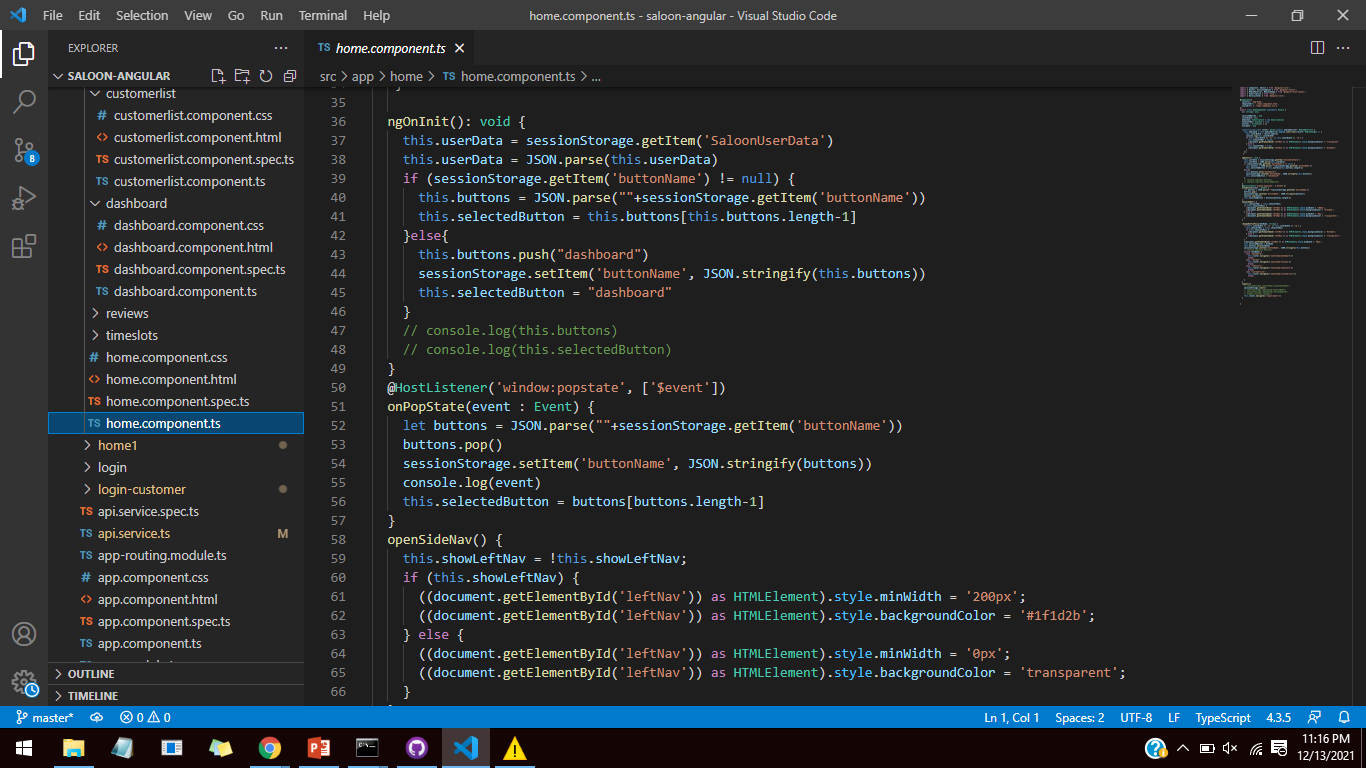 File Edit Selection View Go Run Terminal Help
home.component.ts - saloon-angular - Visual Studio Code
EXPLORER
SALOON-ANGULAR
customerlist
# customerlist.component.css
<> customerlist.component.html
TS customerlist.component.spec.ts
TS customerlist.component.ts
dashboard
# dashboard.component.css
<> dashboard.component.html
TS dashboard.component.spec.ts
TS dashboard.component.ts
reviews
timeslots
# home.component.css
<> home.component.html
TS home.component.spec.ts
TS home.component.ts
home1
login
login-customer
TS api.service.spec.ts
TS api.service.ts M
TS app-routing.module.ts
# app.component.css
<> app.component.html
TS app.component.spec.ts
TS app.component.ts
OUTLINE
TIMELINE
8
TS home.component.ts
src > app > home > TS home.component.ts > ...
35
36 ngOnInit(): void {
37 this.userData = sessionStorage.getItem('SaloonUserData')
38 this.userData = JSON.parse(this.userData)
39 if (sessionStorage.getItem('buttonName') != null) {
40 this.buttons = JSON.parse(""+sessionStorage.getItem('buttonName'))
41 this.selectedButton = this.buttons[this.buttons.length-1]
42 }else{
43 this.buttons.push("dashboard")
44 sessionStorage.setItem('buttonName', JSON.stringify(this.buttons))
45 this.selectedButton = "dashboard"
46 }
47 // console.log(this.buttons)
48 // console.log(this.selectedButton)
49 }
50 @HostListener('window:popstate', ['$event'])
51 onPopState(event : Event) {
52 let buttons = JSON.parse(""+sessionStorage.getItem('buttonName'))
53 buttons.pop()
54 sessionStorage.setItem('buttonName', JSON.stringify(buttons))
55 console.log(event)
56 this.selectedButton = buttons[buttons.length-1]
57 }
58 openSideNav() {
59 this.showLeftNav = !this.showLeftNav;
60 if (this.showLeftNav) {
61 ((document.getElementById('leftNav')) as HTMLElement).style.minWidth = '200px';
62 ((document.getElementById('leftNav')) as HTMLElement).style.backgroundColor = '#1f1d2b';
63 } else {
64 ((document.getElementById('leftNav')) as HTMLElement).style.minWidth = '0px';
65 ((document.getElementById('leftNav')) as HTMLElement).style.backgroundColor = 'transparent';
66 }
master* 0 0 Ln 1, Col 1 Spaces: 2 UTF-8 LF TypeScript 4.3.5
11:16 PM
12/13/2021